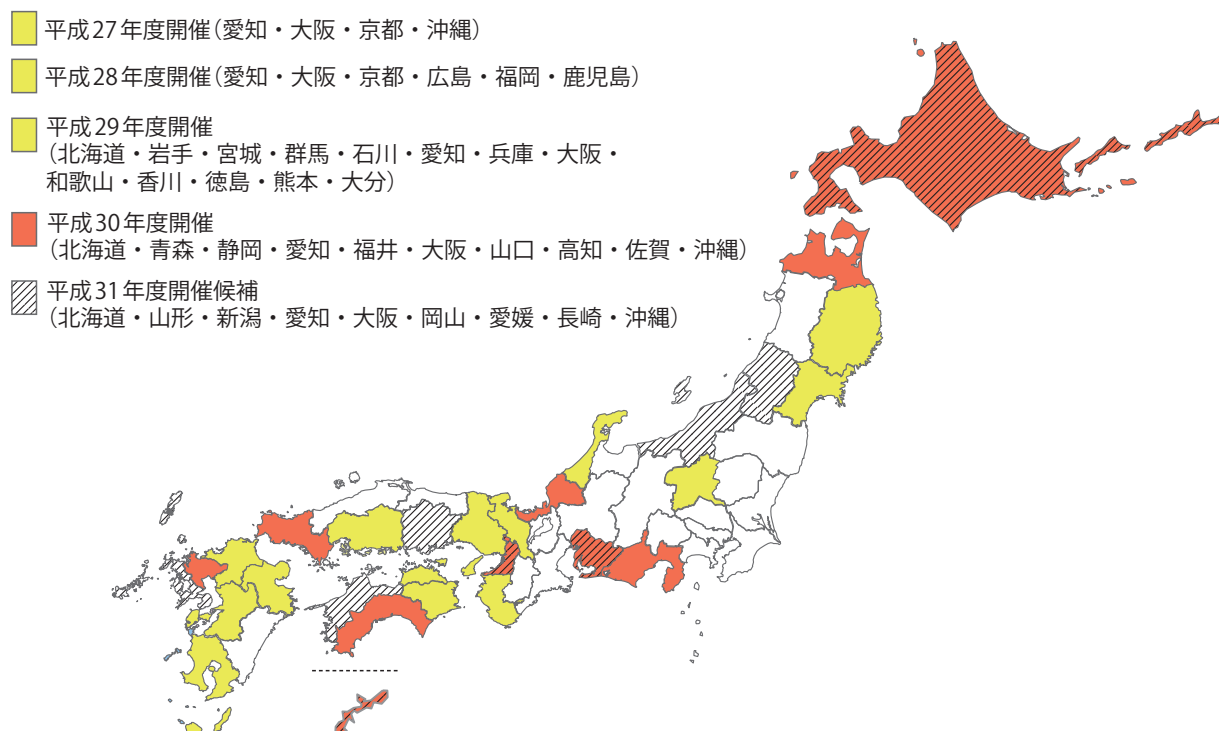 平成27年度開催（愛知・大阪・京都・沖縄）
平成28年度開催（愛知・大阪・京都・広島・福岡・鹿児島）
平成29年度開催
（北海道・岩手・宮城・群馬・石川・愛知・兵庫・大阪・
和歌山・香川・徳島・熊本・大分）
平成30年度開催
（北海道・青森・静岡・愛知・福井・大阪・山口・高知・佐賀・沖縄）
平成31年度開催候補
（北海道・山形・新潟・愛知・大阪・岡山・愛媛・長崎・沖縄）